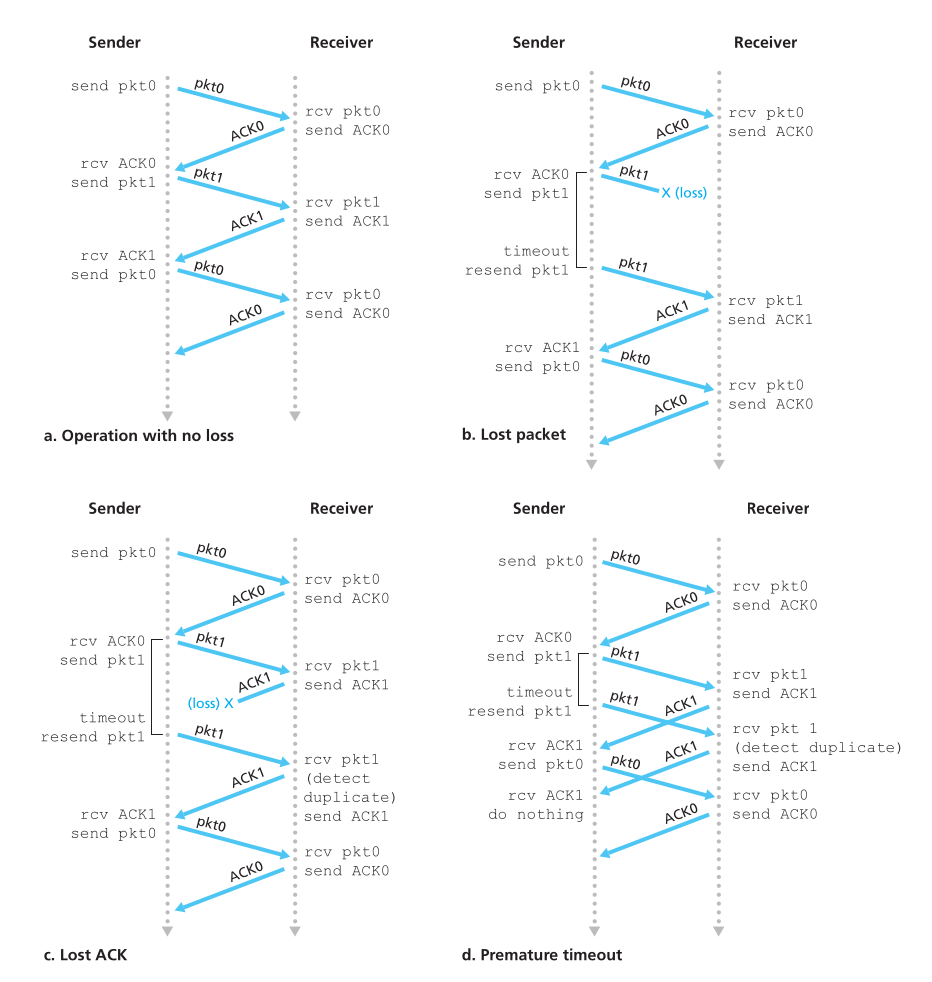 Sender
Receiver
send pkt0
pkt0
rcv pkt0
send ACK0
ACK0
rcv ACK0
send pkt1
pkt1
rcv pkt1
send ACK1
ACK1
rcv ACK1
send pkt0
pkt0
rcv pkt0
send ACK0
ACK0
a. Operation with no loss
Sender
Receiver
send pkt0
pkt0
rcv pkt0
send ACK0
ACK0
rcv ACK0
send pkt1
pkt1
X (loss)
timeout
resend pkt1
pkt1
rcv pkt1
send ACK1
ACK1
rcv ACK1
send pkt0
pkt0
rcv pkt0
send ACK0
ACK0
b. Lost packet
Sender
Receiver
send pkt0
pkt0
rcv pkt0
send ACK0
ACK0
rcv ACK0
send pkt1
pkt1
rcv pkt1
send ACK1
ACK1
(loss) X
timeout
resend pkt1
pkt1
rcv pkt1
(detect
duplicate)
send ACK1
ACK1
rcv ACK1
send pkt0
pkt0
rcv pkt0
send ACK0
ACK0
c. Lost ACK
Sender
Receiver
send pkt0
pkt0
rcv pkt0
send ACK0
ACK0
rcv ACK0
send pkt1
pkt1
rcv pkt1
send ACK1
timeout
resend pkt1
pkt1
ACK1
rcv pkt 1
(detect duplicate)
send ACK1
rcv ACK1
send pkt0
pkt0
ACK1
rcv ACK1
do nothing
rcv pkt0
send ACK0
ACK0
d. Premature timeout